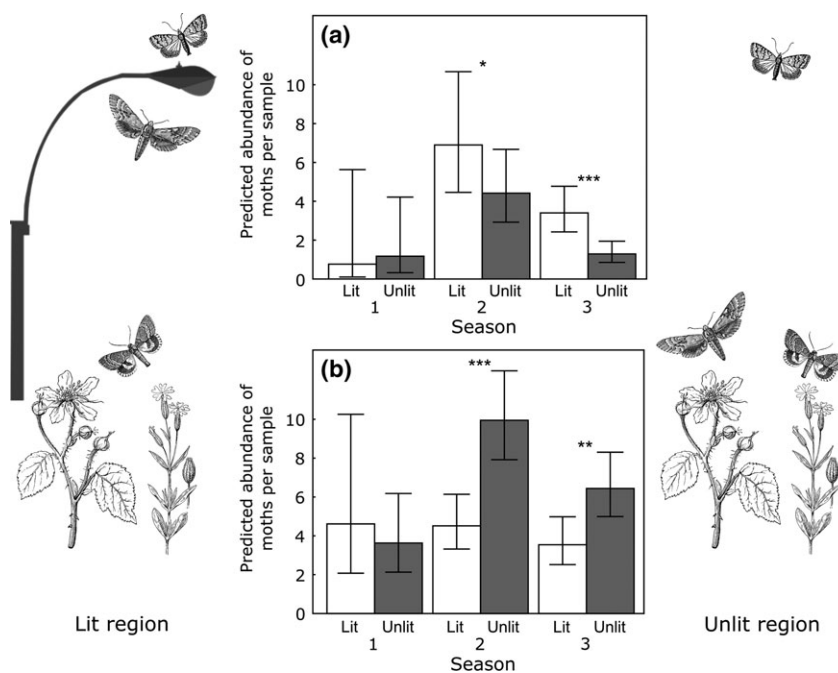 (a)
*
***
Predicted abundance of
moths per sample
10
8
6
4
2
0
Lit Unlit Lit Unlit Lit Unlit
1 2 3
Season
(b)
***
**
Predicted abundance of
moths per sample
10
8
6
4
2
0
Lit Unlit Lit Unlit Lit Unlit
1 2 3
Season
Lit region
Unlit region